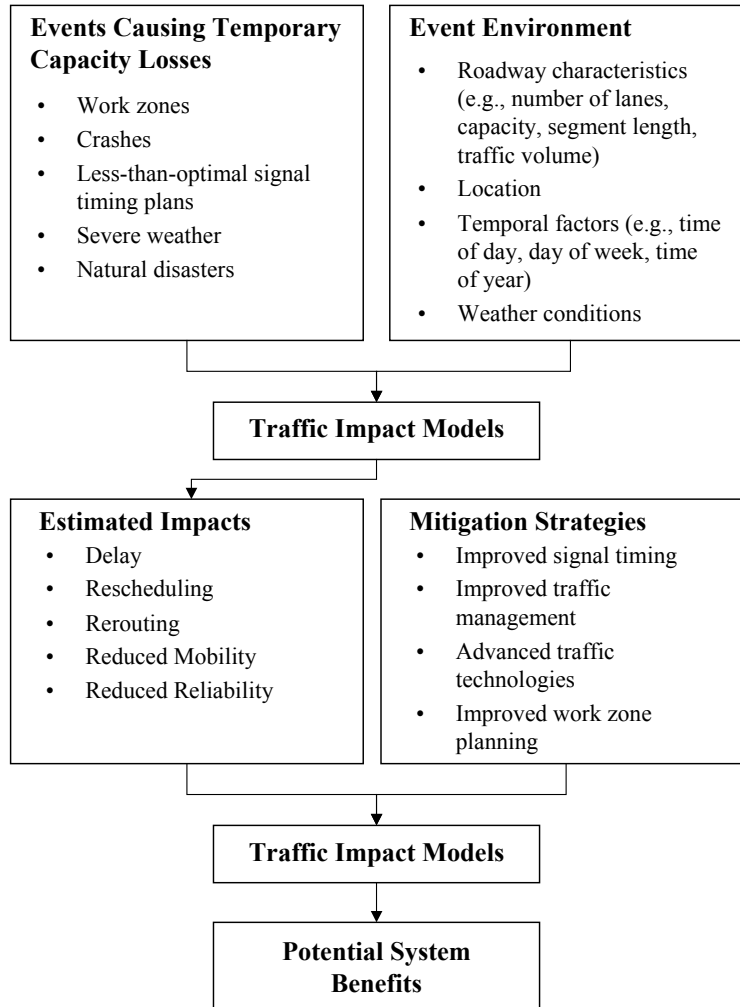 Events Causing Temporary
Capacity Losses
• Work zones
• Crashes
• Less-than-optimal signal
timing plans
• Severe weather
• Natural disasters
Event Environment
• Roadway characteristics
(e.g., number of lanes,
capacity, segment length,
traffic volume)
• Location
• Temporal factors (e.g., time
of day, day of week, time
of year)
• Weather conditions
Traffic Impact Models
Estimated Impacts
• Delay
• Rescheduling
• Rerouting
• Reduced Mobility
• Reduced Reliability
Mitigation Strategies
• Improved signal timing
• Improved traffic
management
• Advanced traffic
technologies
• Improved work zone
planning
Traffic Impact Models
Potential System
Benefits